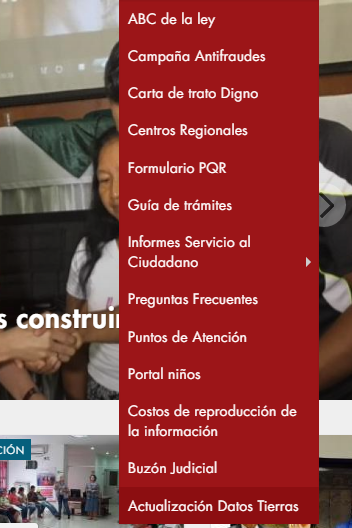 ABC de la ley
Campaña Antifraudes
Carta de trato Digno
Centros Regionales
Formulario PQR
Guía de trámites
Informes Servicio al
Ciudadano
Preguntas Frecuentes
s construi
Puntos de Atención
Portal niños
Costos de reproducción de
la información
CIÓN
Buzón Judicial
Actualización Datos Tierras